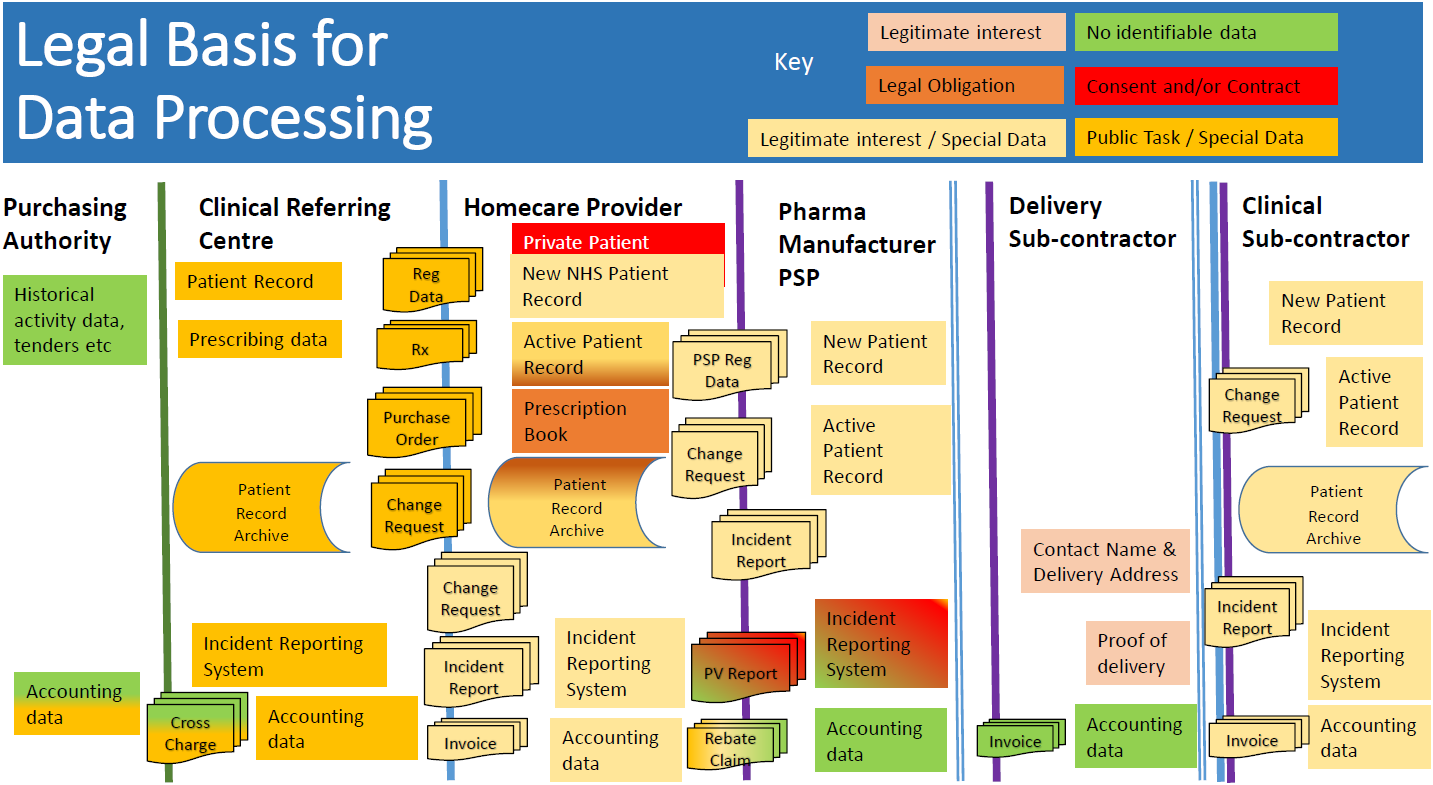 Legal Basis for
Data Processing
Key
Legitimate interest
No identifiable data
Legal Obligation
Consent and/or Contract
Legitimate interest / Special Data
Public Task / Special Data
Purchasing
Authority
Historical
activity data,
tenders etc
Accounting
data
Cross
Charge
Clinical Referring
Centre
Patient Record
Prescribing data
Patient
Record
Archive
Incident Reporting
System
Accounting
data
Reg
Data
Rx
Purchase
Order
Change
Request
Change
Request
Incident
Report
Invoice
Homecare Provider
Private Patient
New NHS Patient
Record
Active Patient
Record
Prescription
Book
Patient
Record
Archive
Incident
Reporting
System
Accounting
data
PSP Reg
Data
Change
Request
Incident
Report
PV Report
Rebate
Claim
Pharma
Manufacturer
PSP
New Patient
Record
Active
Patient
Record
Incident
Reporting
System
Accounting
data
Delivery
Sub-contractor
Contact Name &
Delivery Address
Proof of
delivery
Invoice
Accounting
data
Clinical
Sub-contractor
New Patient
Record
Change
Request
Active
Patient
Record
Patient
Record
Archive
Incident
Report
Incident
Reporting
System
Invoice
Accounting
data